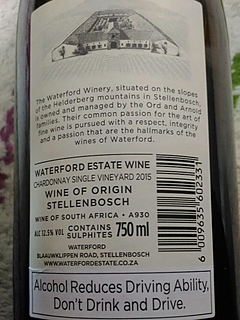 The Waterford Winery, situated on the slopes
of the Helderberg mountains in Stellenbosch,
is owned and managed by the Ord and Arnold
families. Their common passion for the art of
fine wine is pursued with a respect, integrity
and a passion that are the hallmarks of the
wines of Waterford.
WATERFORD ESTATE WINE
CHARDONNAY SINGLE VINEYARD 2015
WINE OF ORIGIN
STELLENBOSCH
WINE OF SOUTH AFRICA • A930
ALC 12.5% VOL CONTAINS SULPHITES 750 ml
WATERFORD
BLAAUWKLIPPEN ROAD, STELLENBOSCH
WWW.WATERFORDESTATE.CO.ZA
6 009635 602331
Alcohol Reduces Driving Ability,
Don't Drink and Drive.